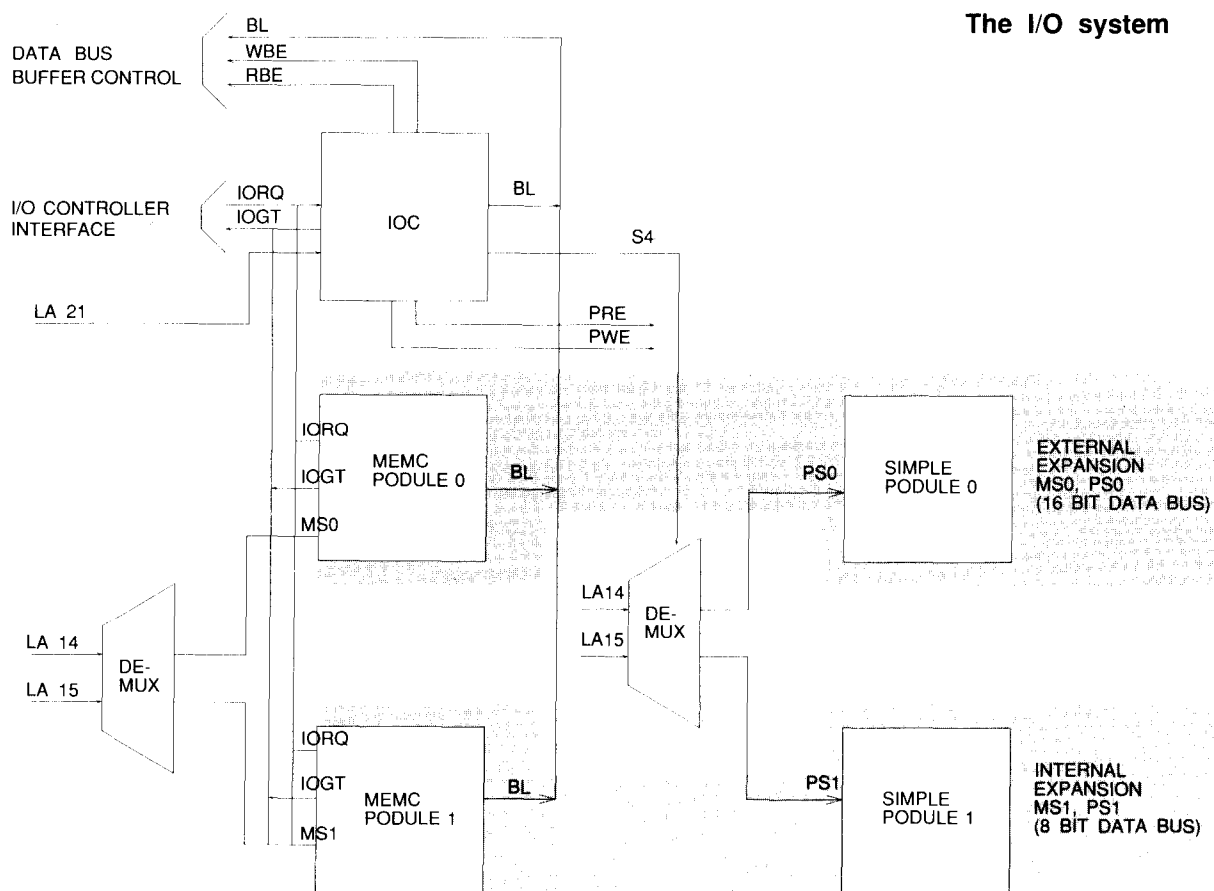 The I/O system
BL
DATA BUS
BUFFER CONTROL
WBE
RBE
I/O CONTROLLER
INTERFACE
IORQ
IOGT
IOC
BL
S4
LA 21
PRE
PWE
IORQ
IOGT
MS0
MEMC
PODULE 0
BL
PS0
SIMPLE
PODULE 0
EXTERNAL
EXPANSION
MS0, PS0
(16 BIT DATA BUS)
LA 14
LA 15
DE-
MUX
LA14
LA15
DE-
MUX
IORQ
IOGT
MS1
MEMC
PODULE 1
BL
PS1
SIMPLE
PODULE 1
INTERNAL
EXPANSION
MS1, PS1
(8 BIT DATA BUS)